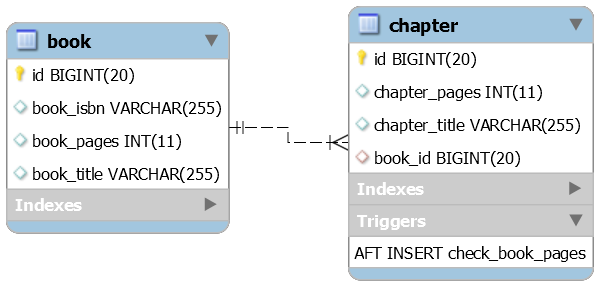 book
id BIGINT(20)
book_isbn VARCHAR(255)
book_pages INT(11)
book_title VARCHAR(255)
Indexes
chapter
id BIGINT(20)
chapter_pages INT(11)
chapter_title VARCHAR(255)
book_id BIGINT(20)
Indexes
Triggers
AFT INSERT check_book_pages